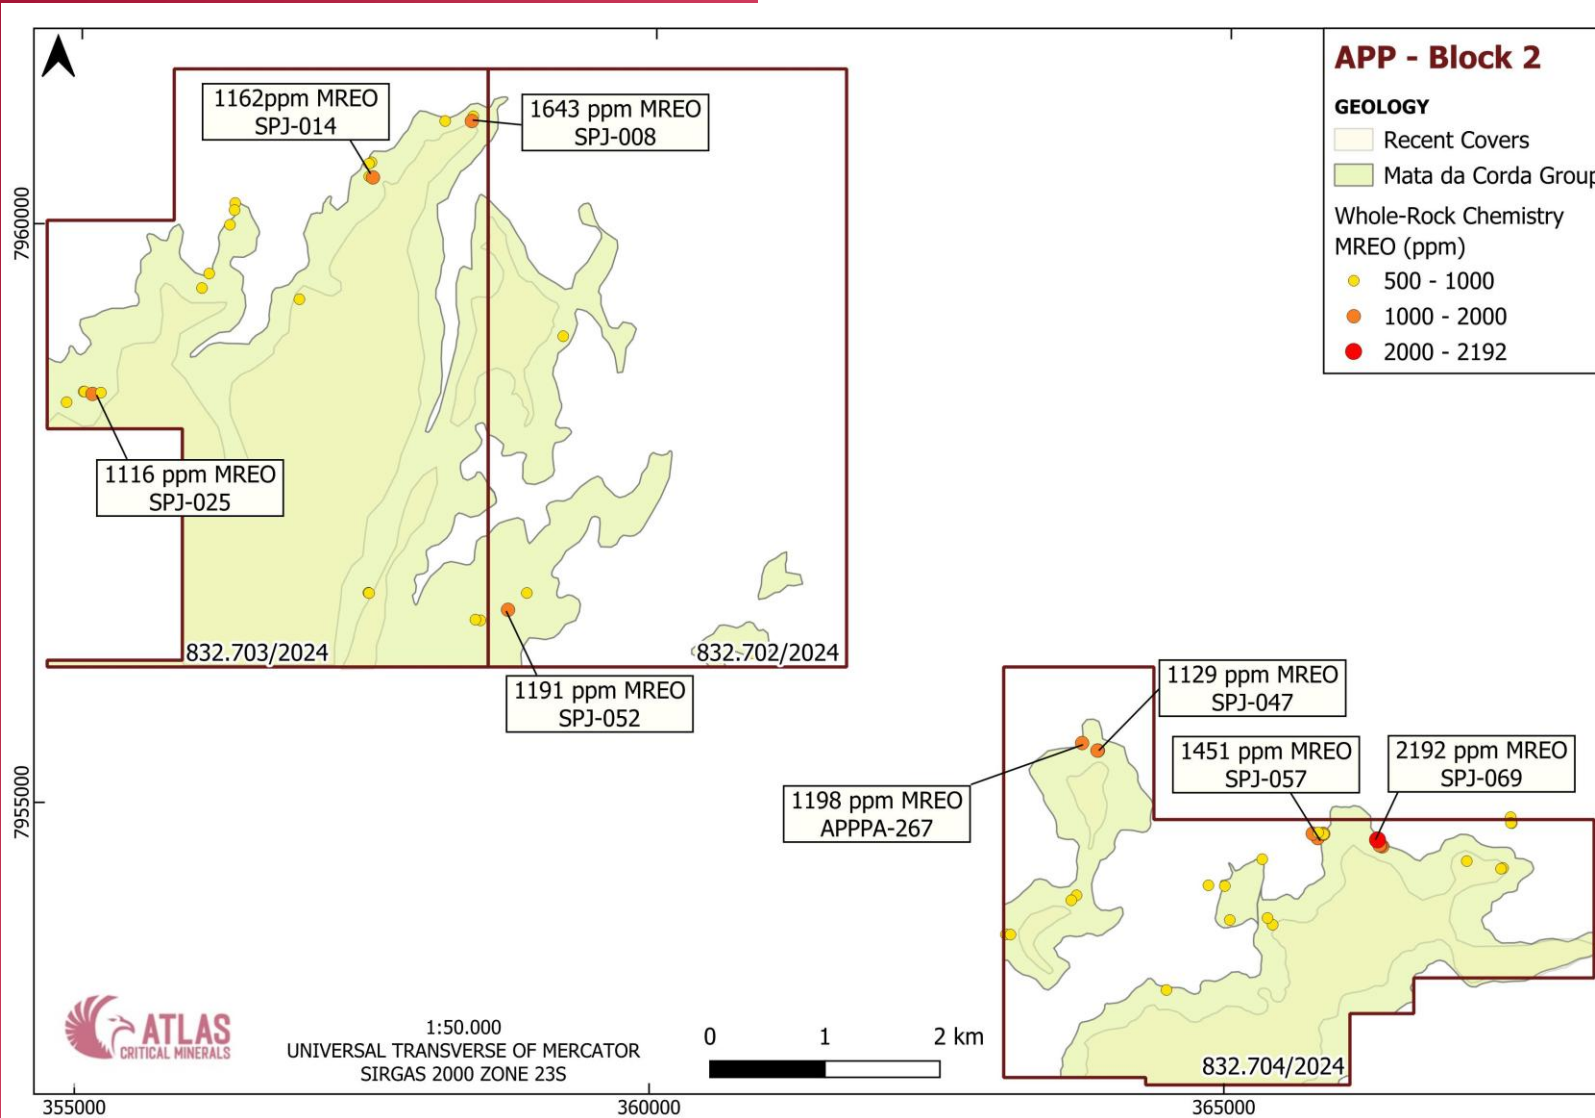 APP - Block 2
GEOLOGY
Recent Covers
Mata da Corda Group
Whole-Rock Chemistry
MREO (ppm)
500 - 1000
1000 - 2000
2000 - 2192
1162ppm MREO
SPJ-014
1643 ppm MREO
SPJ-008
7960000
1116 ppm MREO
SPJ-025
832.703/2024
832.702/2024
1191 ppm MREO
SPJ-052
1129 ppm MREO
SPJ-047
1451 ppm MREO
SPJ-057
2192 ppm MREO
SPJ-069
1198 ppm MREO
APPPA-267
7955000
832.704/2024
ATLAS
CRITICAL MINERALS
1:50.000
UNIVERSAL TRANSVERSE OF MERCATOR
SIRGAS 2000 ZONE 23S
0 1 2 km
355000 360000 365000